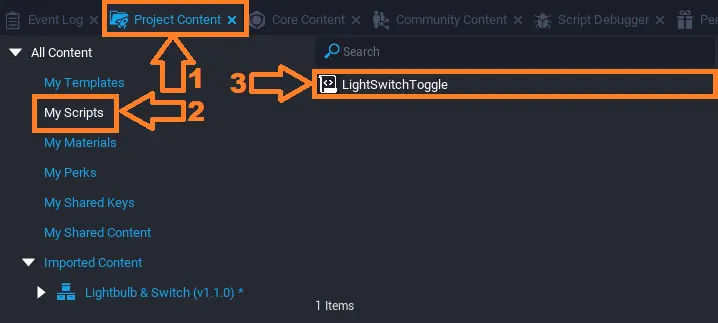 Event Log × Project Content × Core Content × Community Content × Script Debugger × Pe
1
All Content
Search
My Templates
3 LightSwitchToggle
My Scripts 2
My Materials
My Perks
My Shared Keys
My Shared Content
Imported Content
Lightbulb & Switch (v1.1.0) *
1 Items